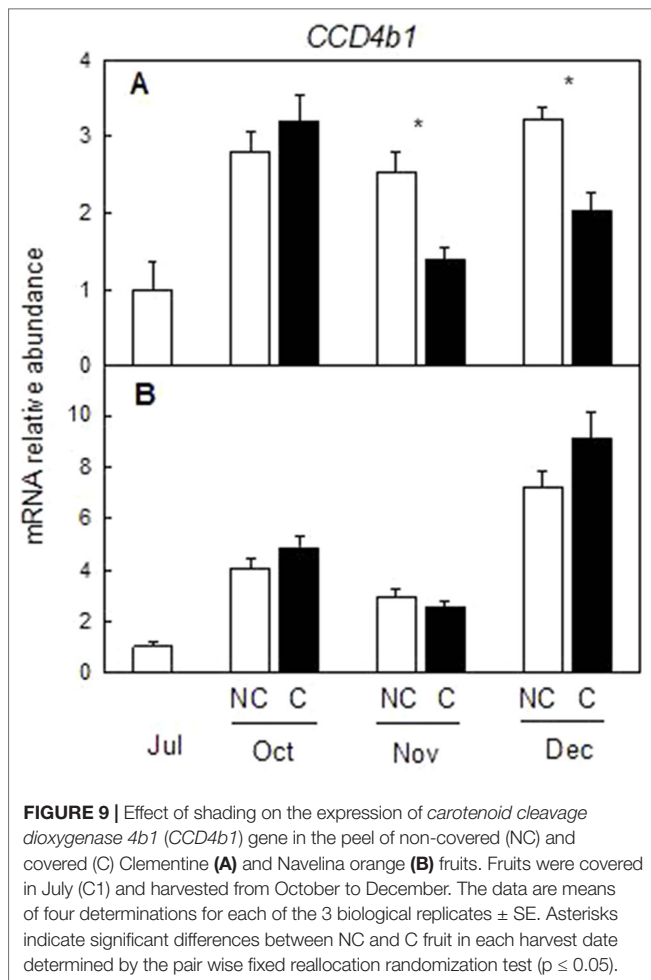 CCD4b1
A
*
*
4
3
2
1
0
B
10
8
6
4
2
0
mRNA relative abundance
NC C NC C NC C
Jul Oct Nov Dec
FIGURE 9 | Effect of shading on the expression of carotenoid cleavage
dioxygenase 4b1 (CCD4b1) gene in the peel of non-covered (NC) and
covered (C) Clementine (A) and Navelina orange (B) fruits. Fruits were covered
in July (C1) and harvested from October to December. The data are means
of four determinations for each of the 3 biological replicates ± SE. Asterisks
indicate significant differences between NC and C fruit in each harvest date
determined by the pair wise fixed reallocation randomization test (p ≤ 0.05).